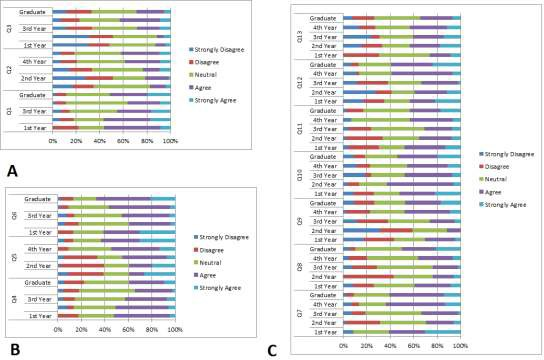 Graduate
3rd Year
Q3
1st Year
4th Year
Q2
2nd Year
Graduate
Q1
3rd Year
1st Year
0% 20% 40% 60% 80% 100%
Strongly Disagree
Disagree
Neutral
Agree
Strongly Agree
A
Graduate
Q6
3rd Year
1st Year
Q5
4th Year
2nd Year
Graduate
Q4
3rd Year
1st Year
0% 20% 40% 60% 80% 100%
Strongly Disagree
Disagree
Neutral
Agree
Strongly Agree
B
Graduate
4th Year
Q13
3rd Year
2nd Year
1st Year
Graduate
4th Year
Q12
3rd Year
2nd Year
1st Year
Graduate
4th Year
Q11
3rd Year
2nd Year
1st Year
Graduate
4th Year
Q10
3rd Year
2nd Year
1st Year
Graduate
4th Year
Q9
3rd Year
2nd Year
1st Year
Graduate
4th Year
Q8
3rd Year
2nd Year
1st Year
Graduate
4th Year
Q7
3rd Year
2nd Year
1st Year
0% 20% 40% 60% 80% 100%
Strongly Disagree
Disagree
Neutral
Agree
Strongly Agree
C